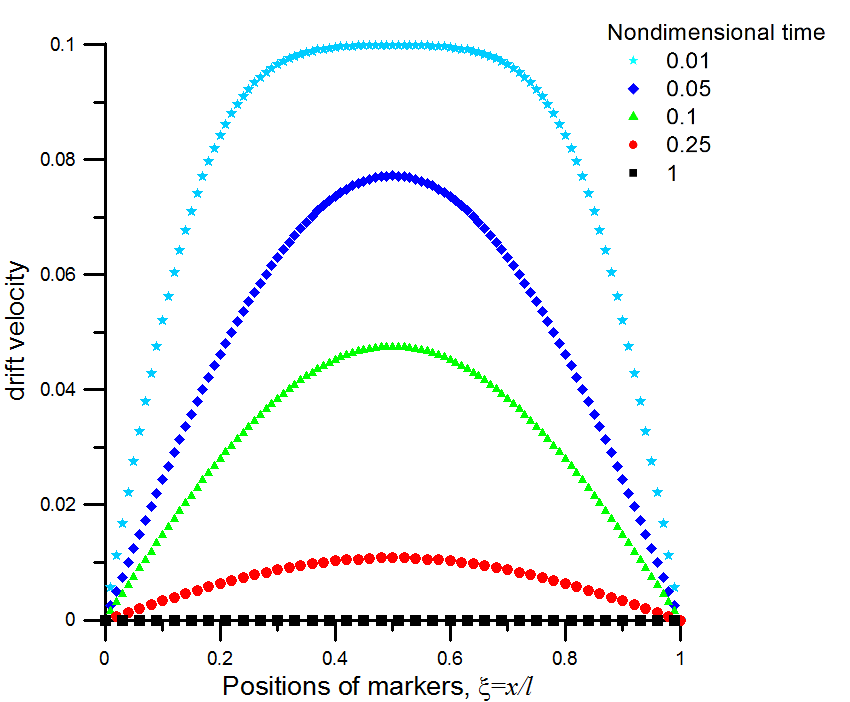 Nondimensional time
0.01
0.05
0.1
0.25
1
0.1
0.08
0.06
0.04
0.02
0
drift velocity
0 0.2 0.4 0.6 0.8 1
Positions of markers, ξ=x/l